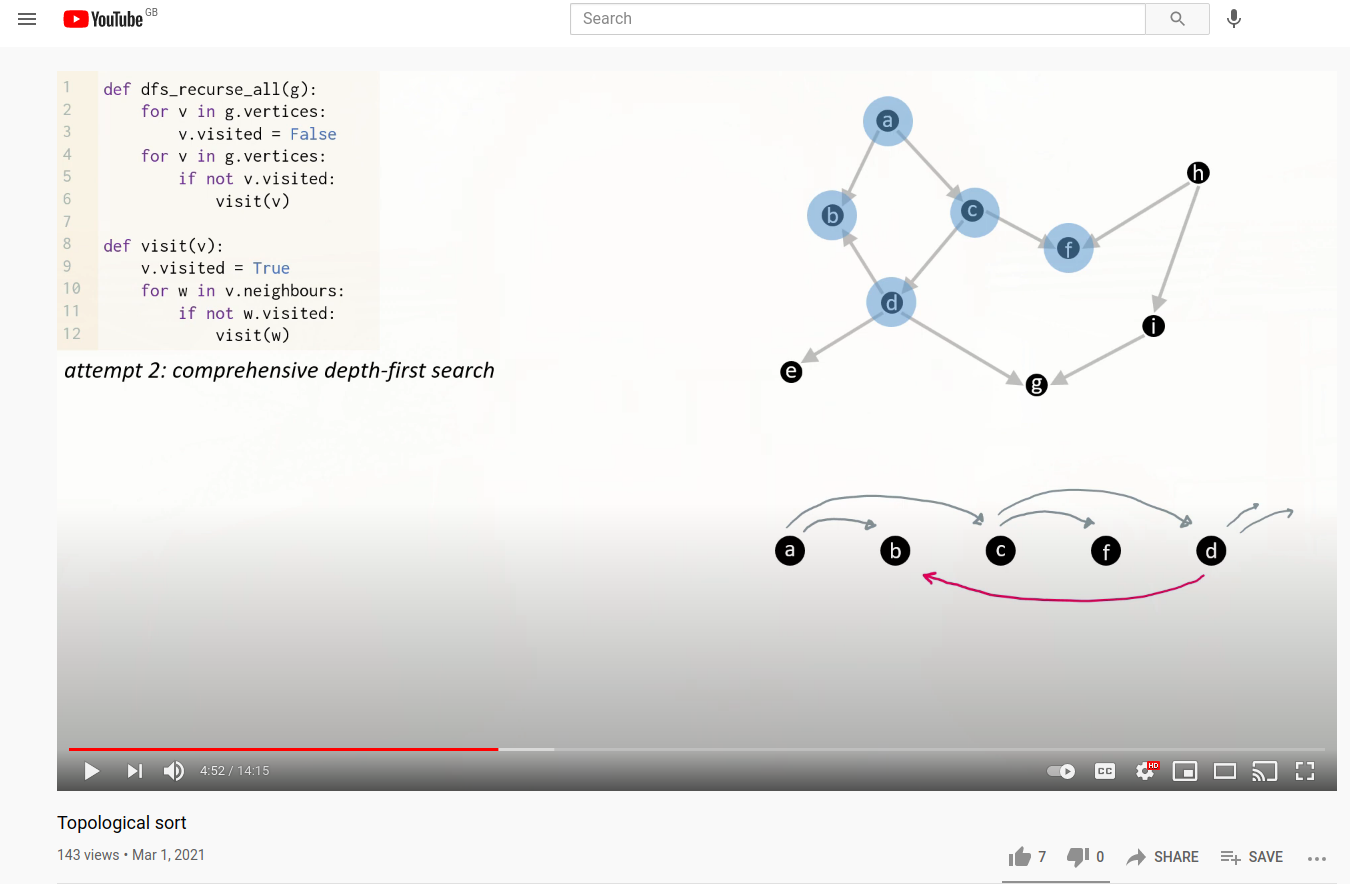 YouTube GB
Search
1 def dfs_recurse_all(g):
2     for v in g.vertices:
3         v.visited = False
4     for v in g.vertices:
5         if not v.visited:
6             visit(v)
7
8 def visit(v):
9     v.visited = True
10     for w in v.neighbours:
11         if not w.visited:
12             visit(w)
attempt 2: comprehensive depth-first search
a
h
b
c
f
d
i
e
g
a b c f d
4:52 / 14:15
CC
HD
Topological sort
143 views • Mar 1, 2021
7 0 SHARE SAVE ...